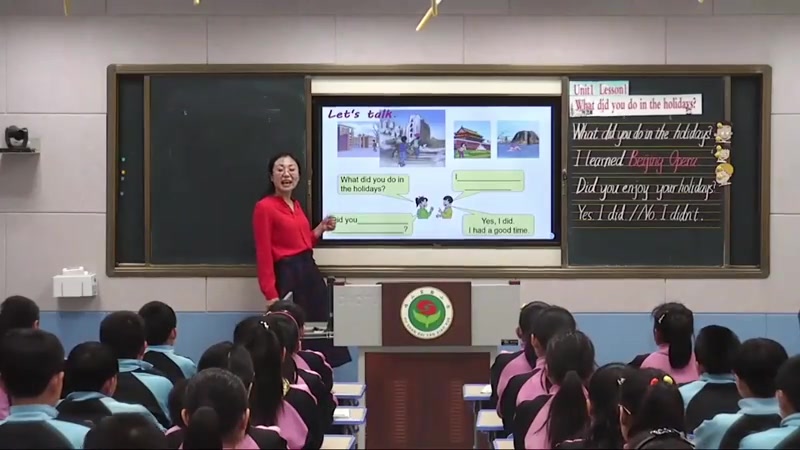 Let's talk.
What did you do in
the holidays?
I
did you
?
Yes, I did.
I had a good time.
Unit1 Lesson1
What did you do in the holidays?
What did you do in the holidays?
I learned Beijing Opera
Did you enjoy your holidays?
Yes. I did // No. I didn't.